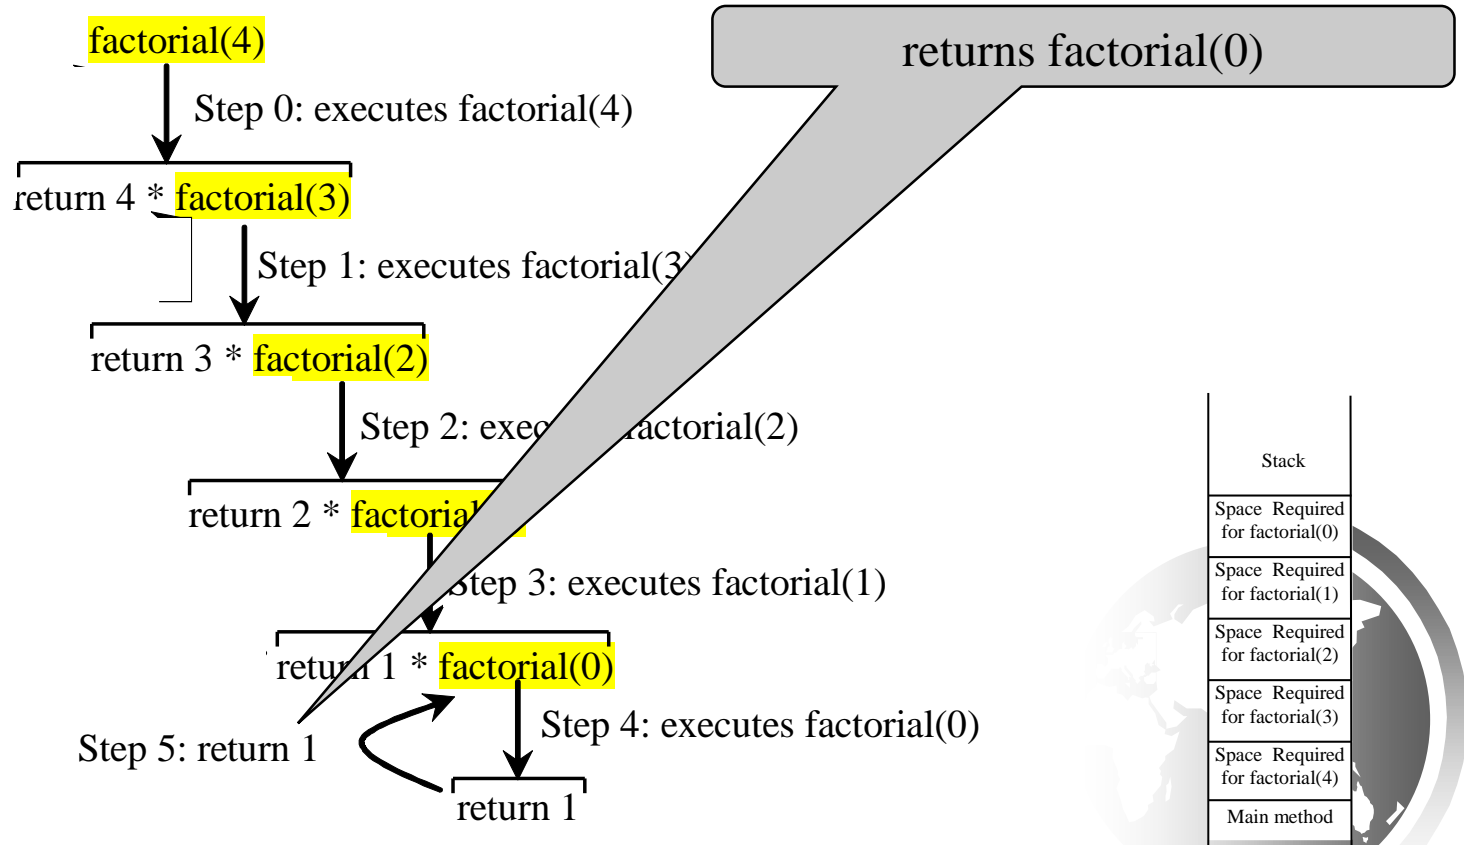 factorial(4)
returns factorial(0)
Step 0: executes factorial(4)
return 4 * factorial(3)
Step 1: executes factorial(3
return 3 * factorial(2)
Step 2: exec actorial(2)
return 2 * factorial
Step 3: executes factorial(1)
return 1 * factorial(0)
Step 4: executes factorial(0)
Step 5: return 1
return 1
Stack
Space Required
for factorial(0)
Space Required
for factorial(1)
Space Required
for factorial(2)
Space Required
for factorial(3)
Space Required
for factorial(4)
Main method